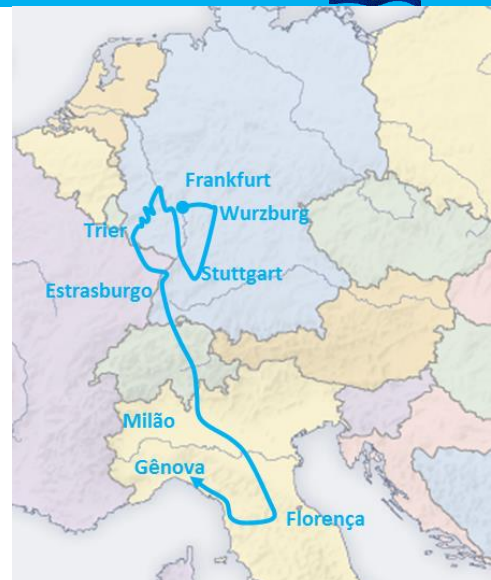 Frankfurt
Wurzburg
Trier
Stuttgart
Estrasburgo
Milão
Gênova
Florença